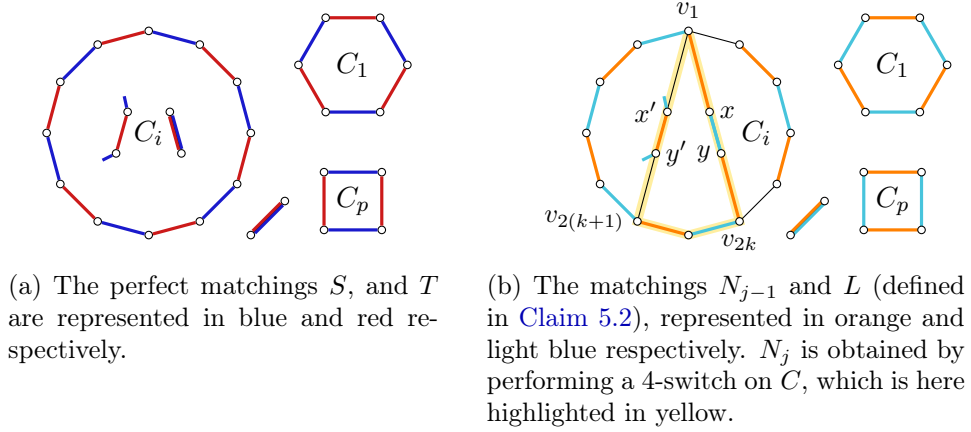 C_i
C_1
C_p
v_1
x'
x
C_i
y'
y
v_{2(k+1)}
v_{2k}
C_1
C_p
(a) The perfect matchings S, and T
are represented in blue and red re-
spectively.
(b) The matchings N_{j−1} and L (defined
in Claim 5.2), represented in orange and
light blue respectively. N_j is obtained by
performing a 4-switch on C, which is here
highlighted in yellow.